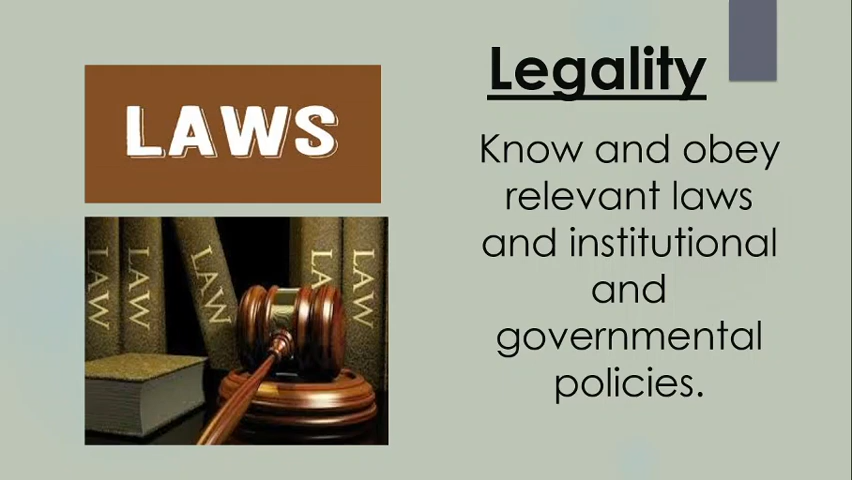 LAWS
LAW
LAW
LAW
LAW
LAW
Legality
Know and obey
relevant laws
and institutional
and
governmental
policies.